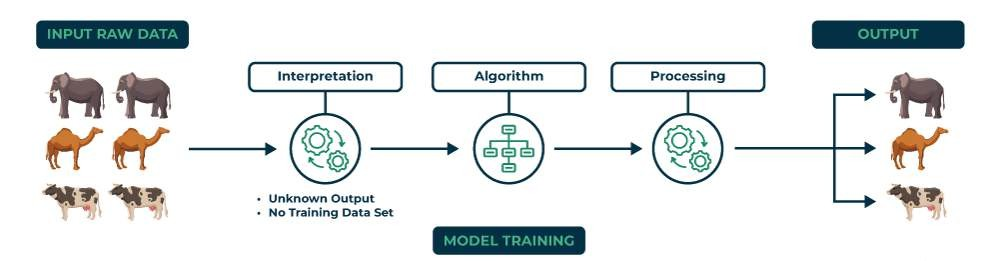 INPUT RAW DATA
OUTPUT
Interpretation
Algorithm
Processing
• Unknown Output
• No Training Data Set
MODEL TRAINING